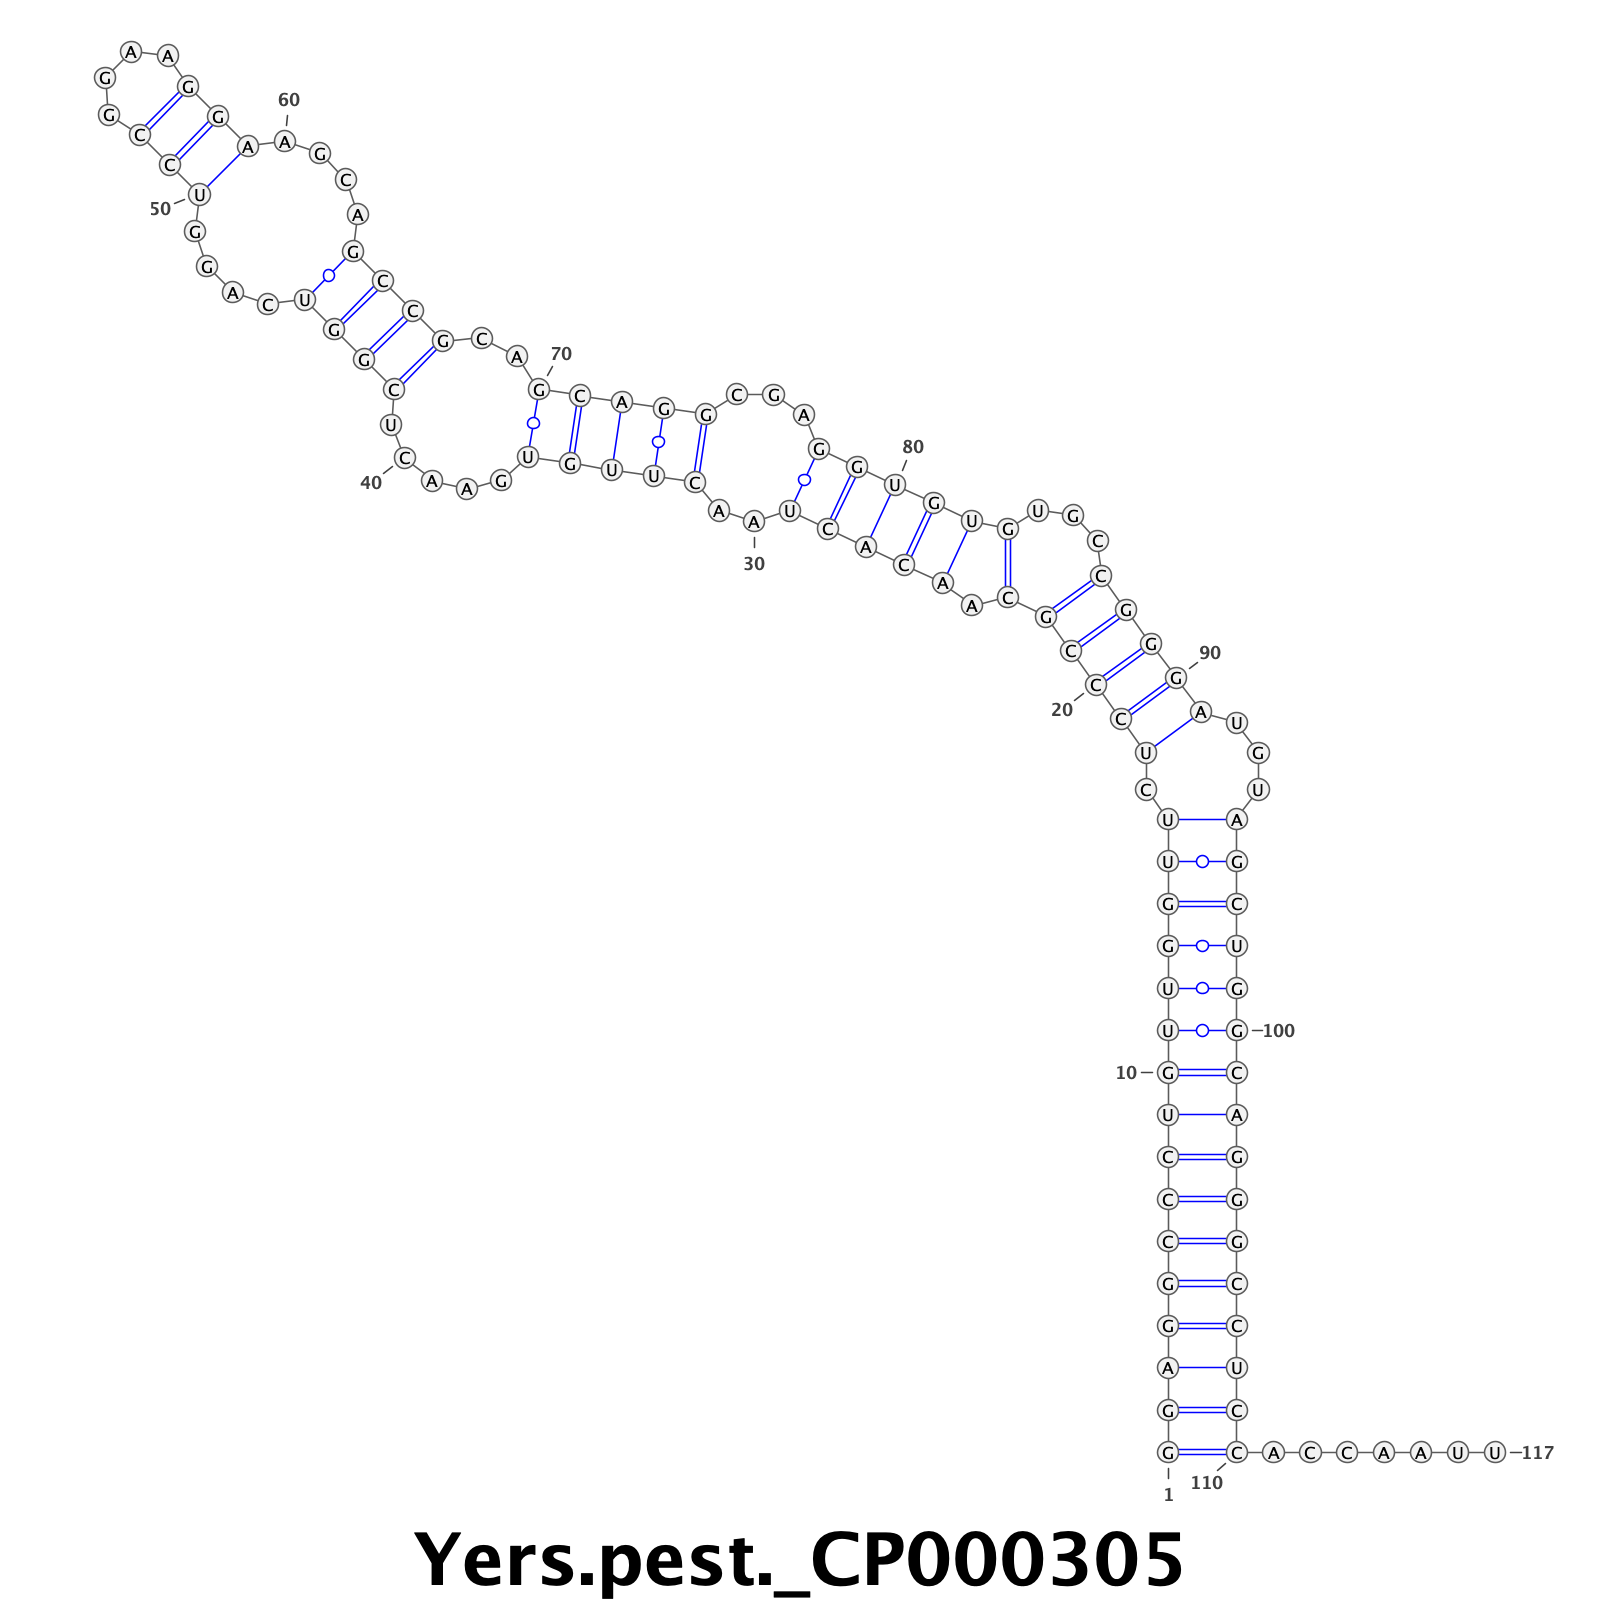 G G A G G C C C U G
U U G G U U C U C C
C G C A A C A C U A
A C U U G U G A A C
U C G G U C A G G U
C C G G A A G G A A
G C A G C C G C A G
C A G G C G A G G U
G U G U G C C G G G
A U G U A G C U G G
C A G G G C C U C C
A C C A A U U
1
10
20
30
40
50
60
70
80
90
100
110
117
Yers.pest._CP000305